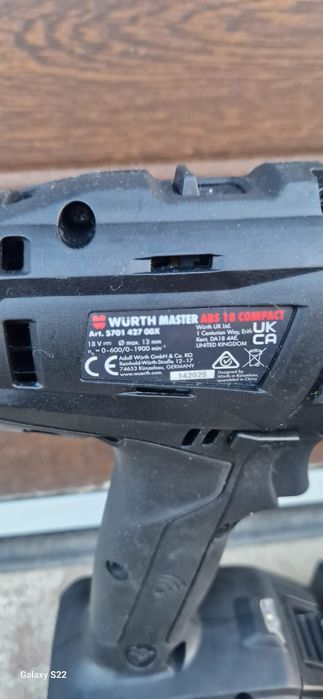 WÜRTH MASTER ABS 18 COMPACT
Art. 5701 427 00X
18 V ⎓ Ø max. 13 mm
n₀ = 0-600/0-1900 min⁻¹
CE Adolf Würth GmbH & Co. KG
Reinhold-Würth-Straße 12-17
74653 Künzelsau, GERMANY
www.wuerth.com
Würth UK Ltd.
1 Centurion Way, Erith
Kent, DA18 4AE,
UNITED KINGDOM
UK
CA
142025
Designed by
Würth in Künzelsau,
assembled in China
Galaxy S22